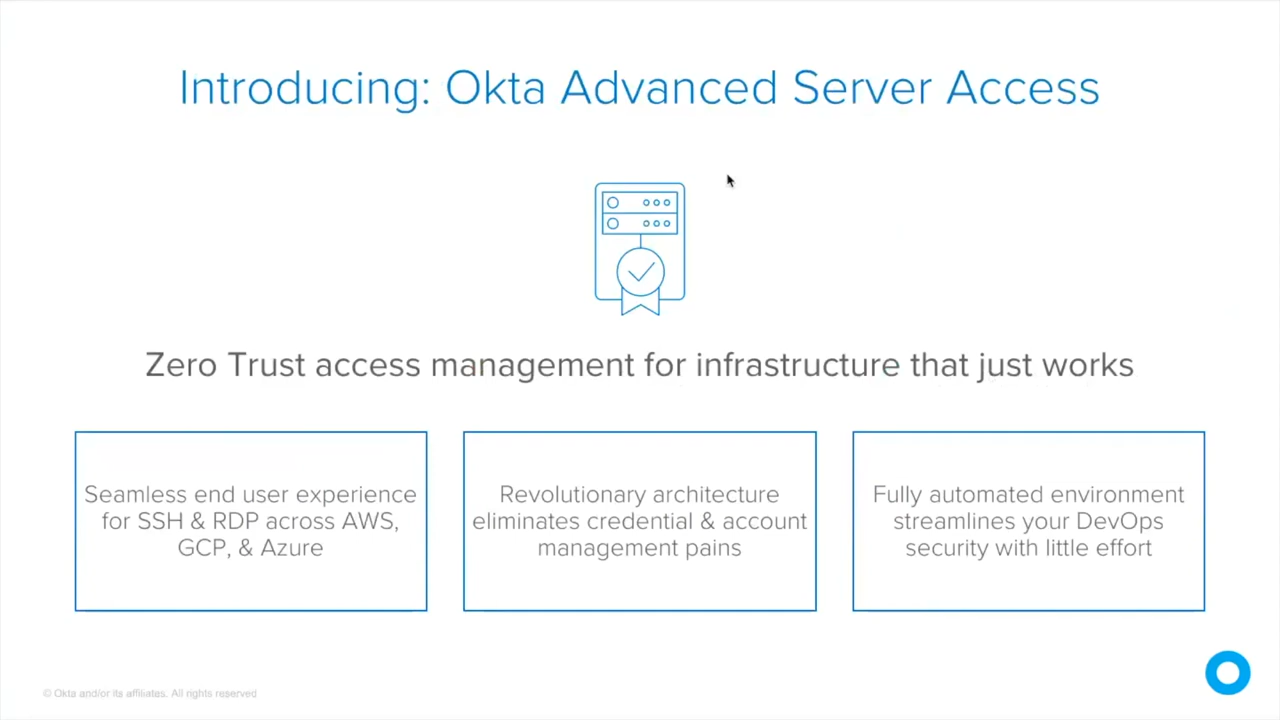 Introducing: Okta Advanced Server Access
Zero Trust access management for infrastructure that just works
Seamless end user experience
for SSH & RDP across AWS,
GCP, & Azure
Revolutionary architecture
eliminates credential & account
management pains
Fully automated environment
streamlines your DevOps
security with little effort
© Okta and/or its affiliates. All rights reserved